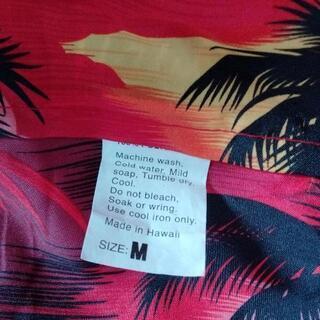 Machine wash.
Cold water, Mild
soap, Tumble dry.
Cool.
Do not bleach,
Soak or wring.
Use cool iron only.
Made in Hawaii
SIZE: M